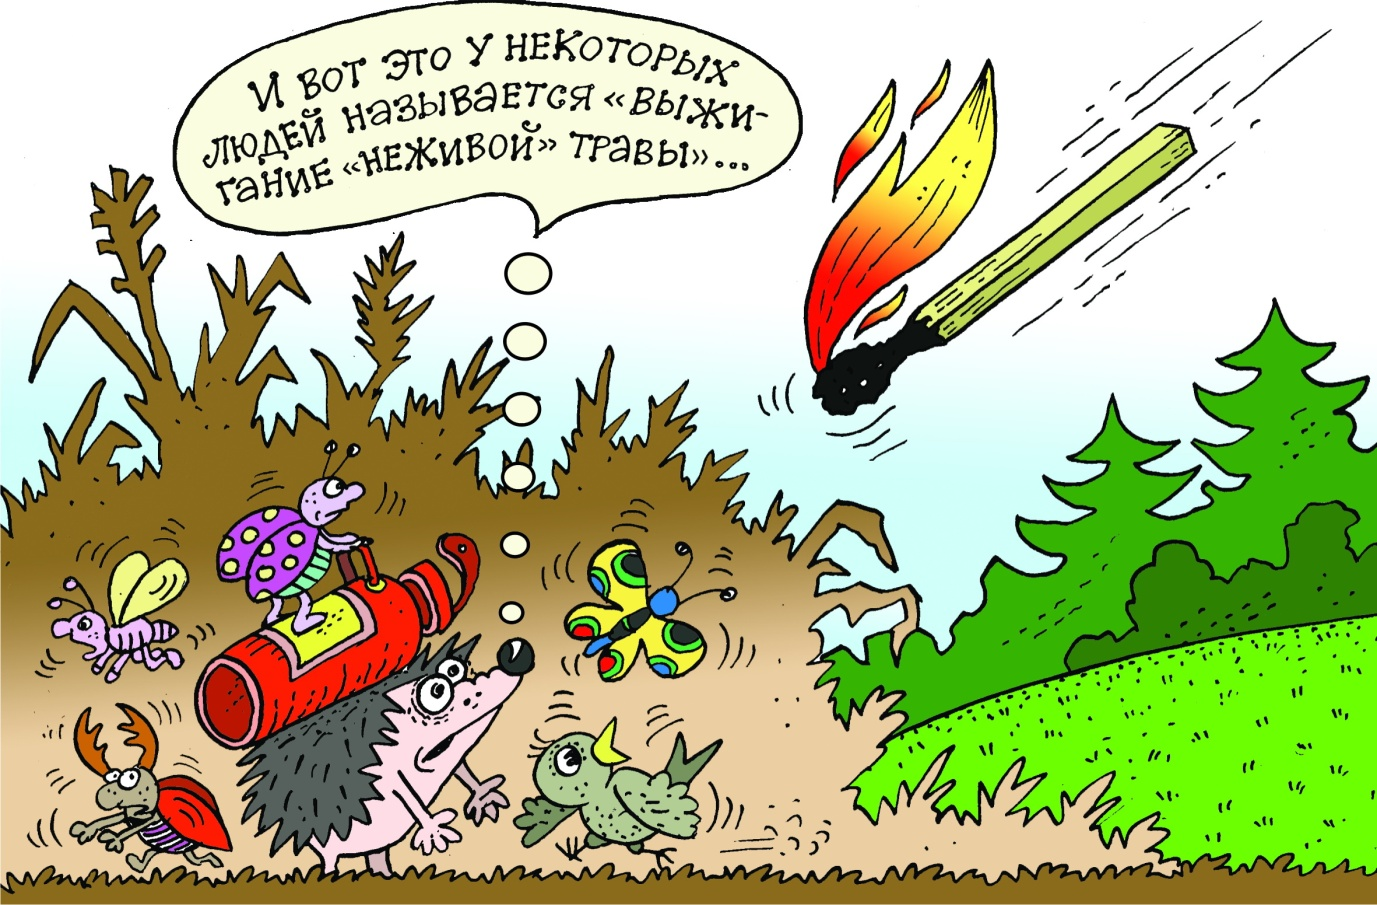 И ВОТ ЭТО У НЕКОТОРЫХ
ЛЮДЕЙ НАЗЫВАЕТСЯ «ВЫЖИ-
ГАНИЕ «НЕЖИВОЙ» ТРАВЫ»...